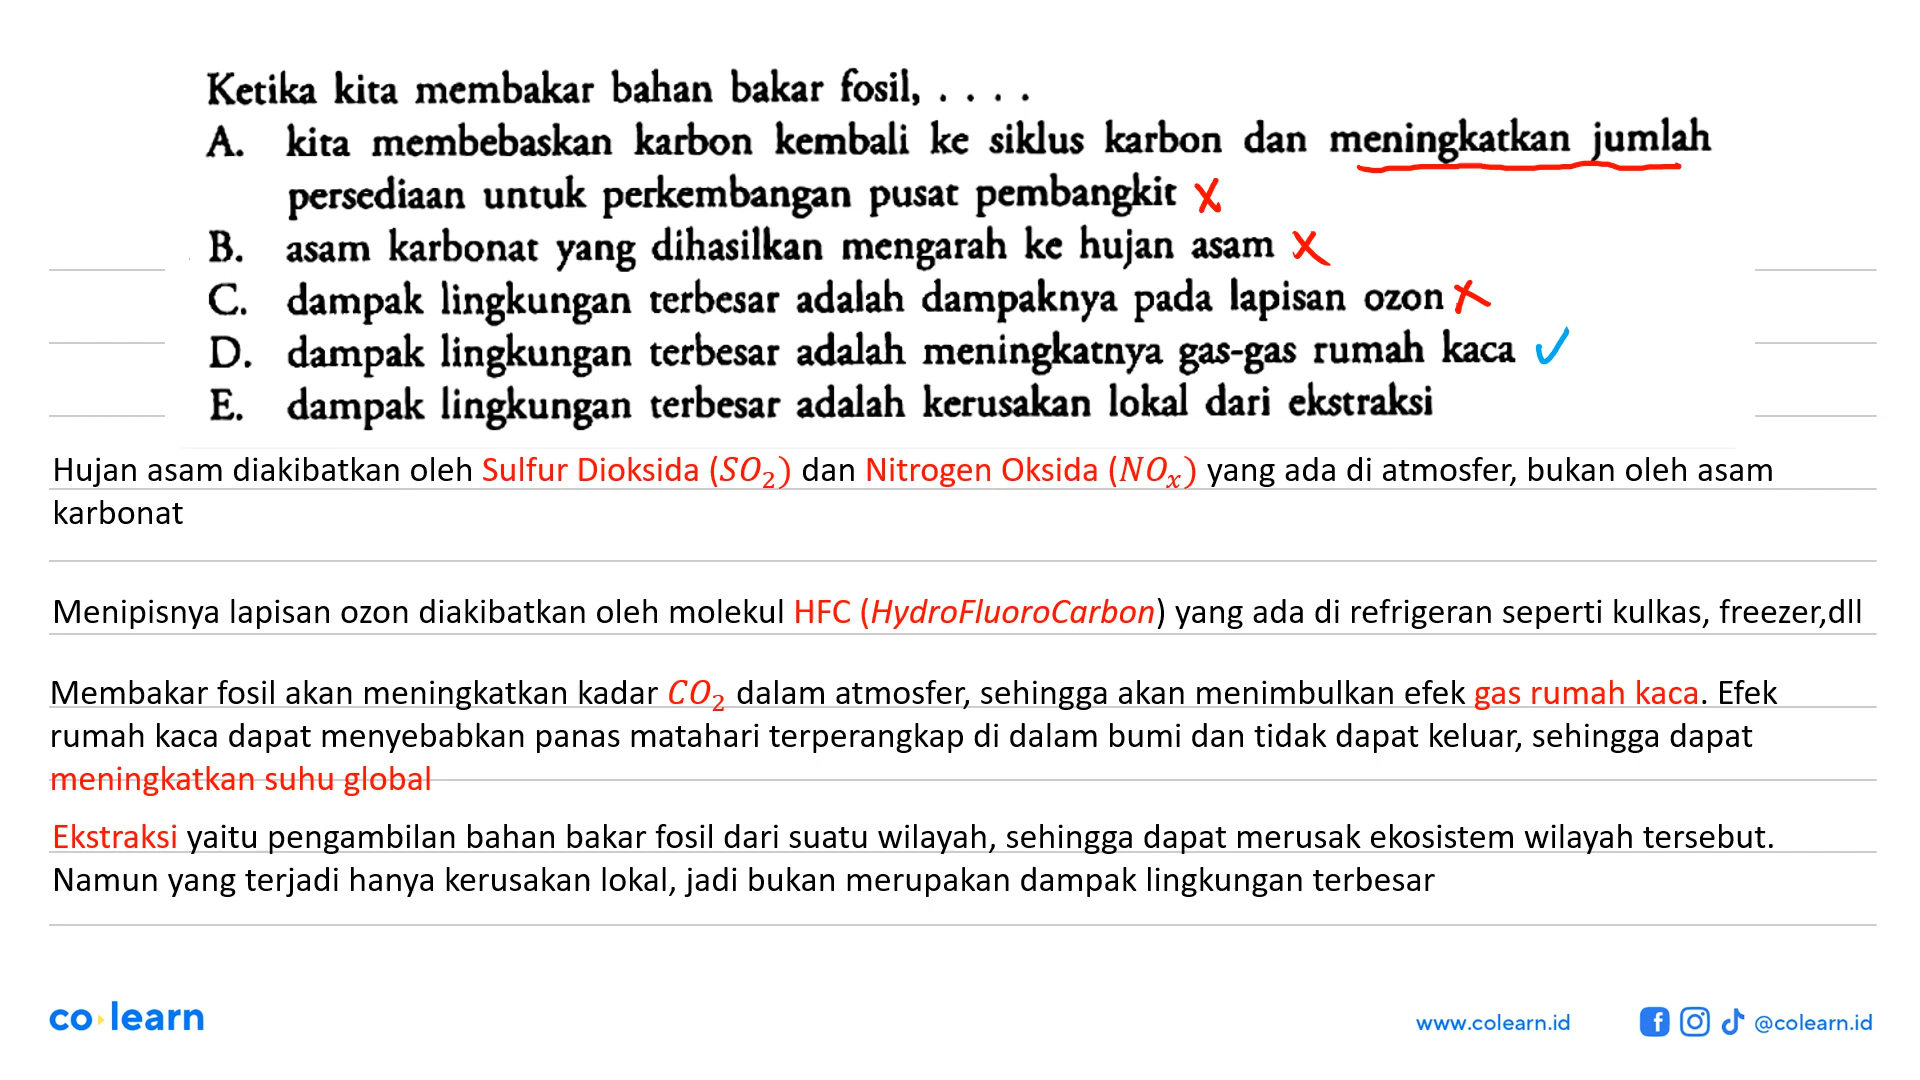 Ketika kita membakar bahan bakar fosil, . . . .
A. kita membebaskan karbon kembali ke siklus karbon dan meningkatkan jumlah
persediaan untuk perkembangan pusat pembangkit
B. asam karbonat yang dihasilkan mengarah ke hujan asam
C. dampak lingkungan terbesar adalah dampaknya pada lapisan ozon
D. dampak lingkungan terbesar adalah meningkatnya gas-gas rumah kaca
E. dampak lingkungan terbesar adalah kerusakan lokal dari ekstraksi
Hujan asam diakibatkan oleh Sulfur Dioksida (SO₂) dan Nitrogen Oksida (NOₓ) yang ada di atmosfer, bukan oleh asam
karbonat
Menipisnya lapisan ozon diakibatkan oleh molekul HFC (HydroFluoroCarbon) yang ada di refrigeran seperti kulkas, freezer,dll
Membakar fosil akan meningkatkan kadar CO₂ dalam atmosfer, sehingga akan menimbulkan efek gas rumah kaca. Efek
rumah kaca dapat menyebabkan panas matahari terperangkap di dalam bumi dan tidak dapat keluar, sehingga dapat
meningkatkan suhu global
Ekstraksi yaitu pengambilan bahan bakar fosil dari suatu wilayah, sehingga dapat merusak ekosistem wilayah tersebut.
Namun yang terjadi hanya kerusakan lokal, jadi bukan merupakan dampak lingkungan terbesar
co learn
www.colearn.id @colearn.id